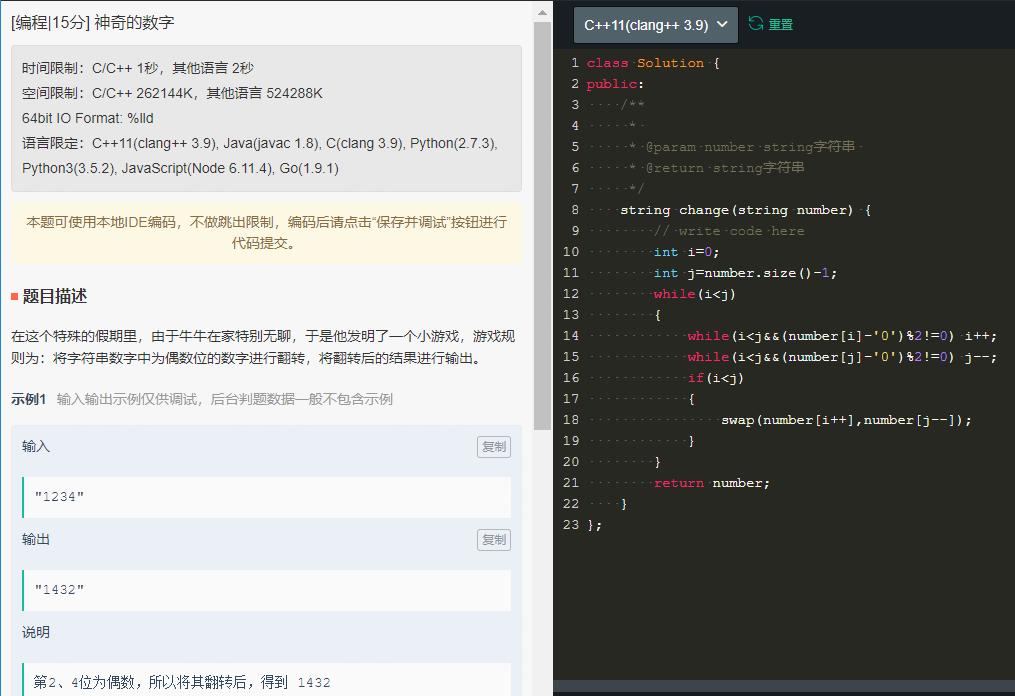 [编程|15分] 神奇的数字
时间限制：C/C++ 1秒，其他语言 2秒
空间限制：C/C++ 262144K，其他语言 524288K
64bit IO Format: %lld
语言限定：C++11(clang++ 3.9), Java(javac 1.8), C(clang 3.9), Python(2.7.3),
Python3(3.5.2), JavaScript(Node 6.11.4), Go(1.9.1)
本题可使用本地IDE编码，不做跳出限制，编码后请点击“保存并调试”按钮进行
代码提交。
题目描述
在这个特殊的假期里，由于牛牛在家特别无聊，于是他发明了一个小游戏，游戏规
则为：将字符串数字中为偶数位的数字进行翻转，将翻转后的结果进行输出。
示例1 输入输出示例仅供调试，后台判题数据一般不包含示例
输入 复制
"1234"
输出 复制
"1432"
说明
第2、4位为偶数，所以将其翻转后，得到 1432
C++11(clang++ 3.9) 重置
1 class Solution {
2 public:
3 /**
4 *
5 * @param number string字符串
6 * @return string字符串
7 */
8 string change(string number) {
9 // write code here
10 int i=0;
11 int j=number.size()-1;
12 while(i<j)
13 {
14 while(i<j&&(number[i]-'0')%2!=0) i++;
15 while(i<j&&(number[j]-'0')%2!=0) j--;
16 if(i<j)
17 {
18 swap(number[i++],number[j--]);
19 }
20 }
21 return number;
22 }
23 };